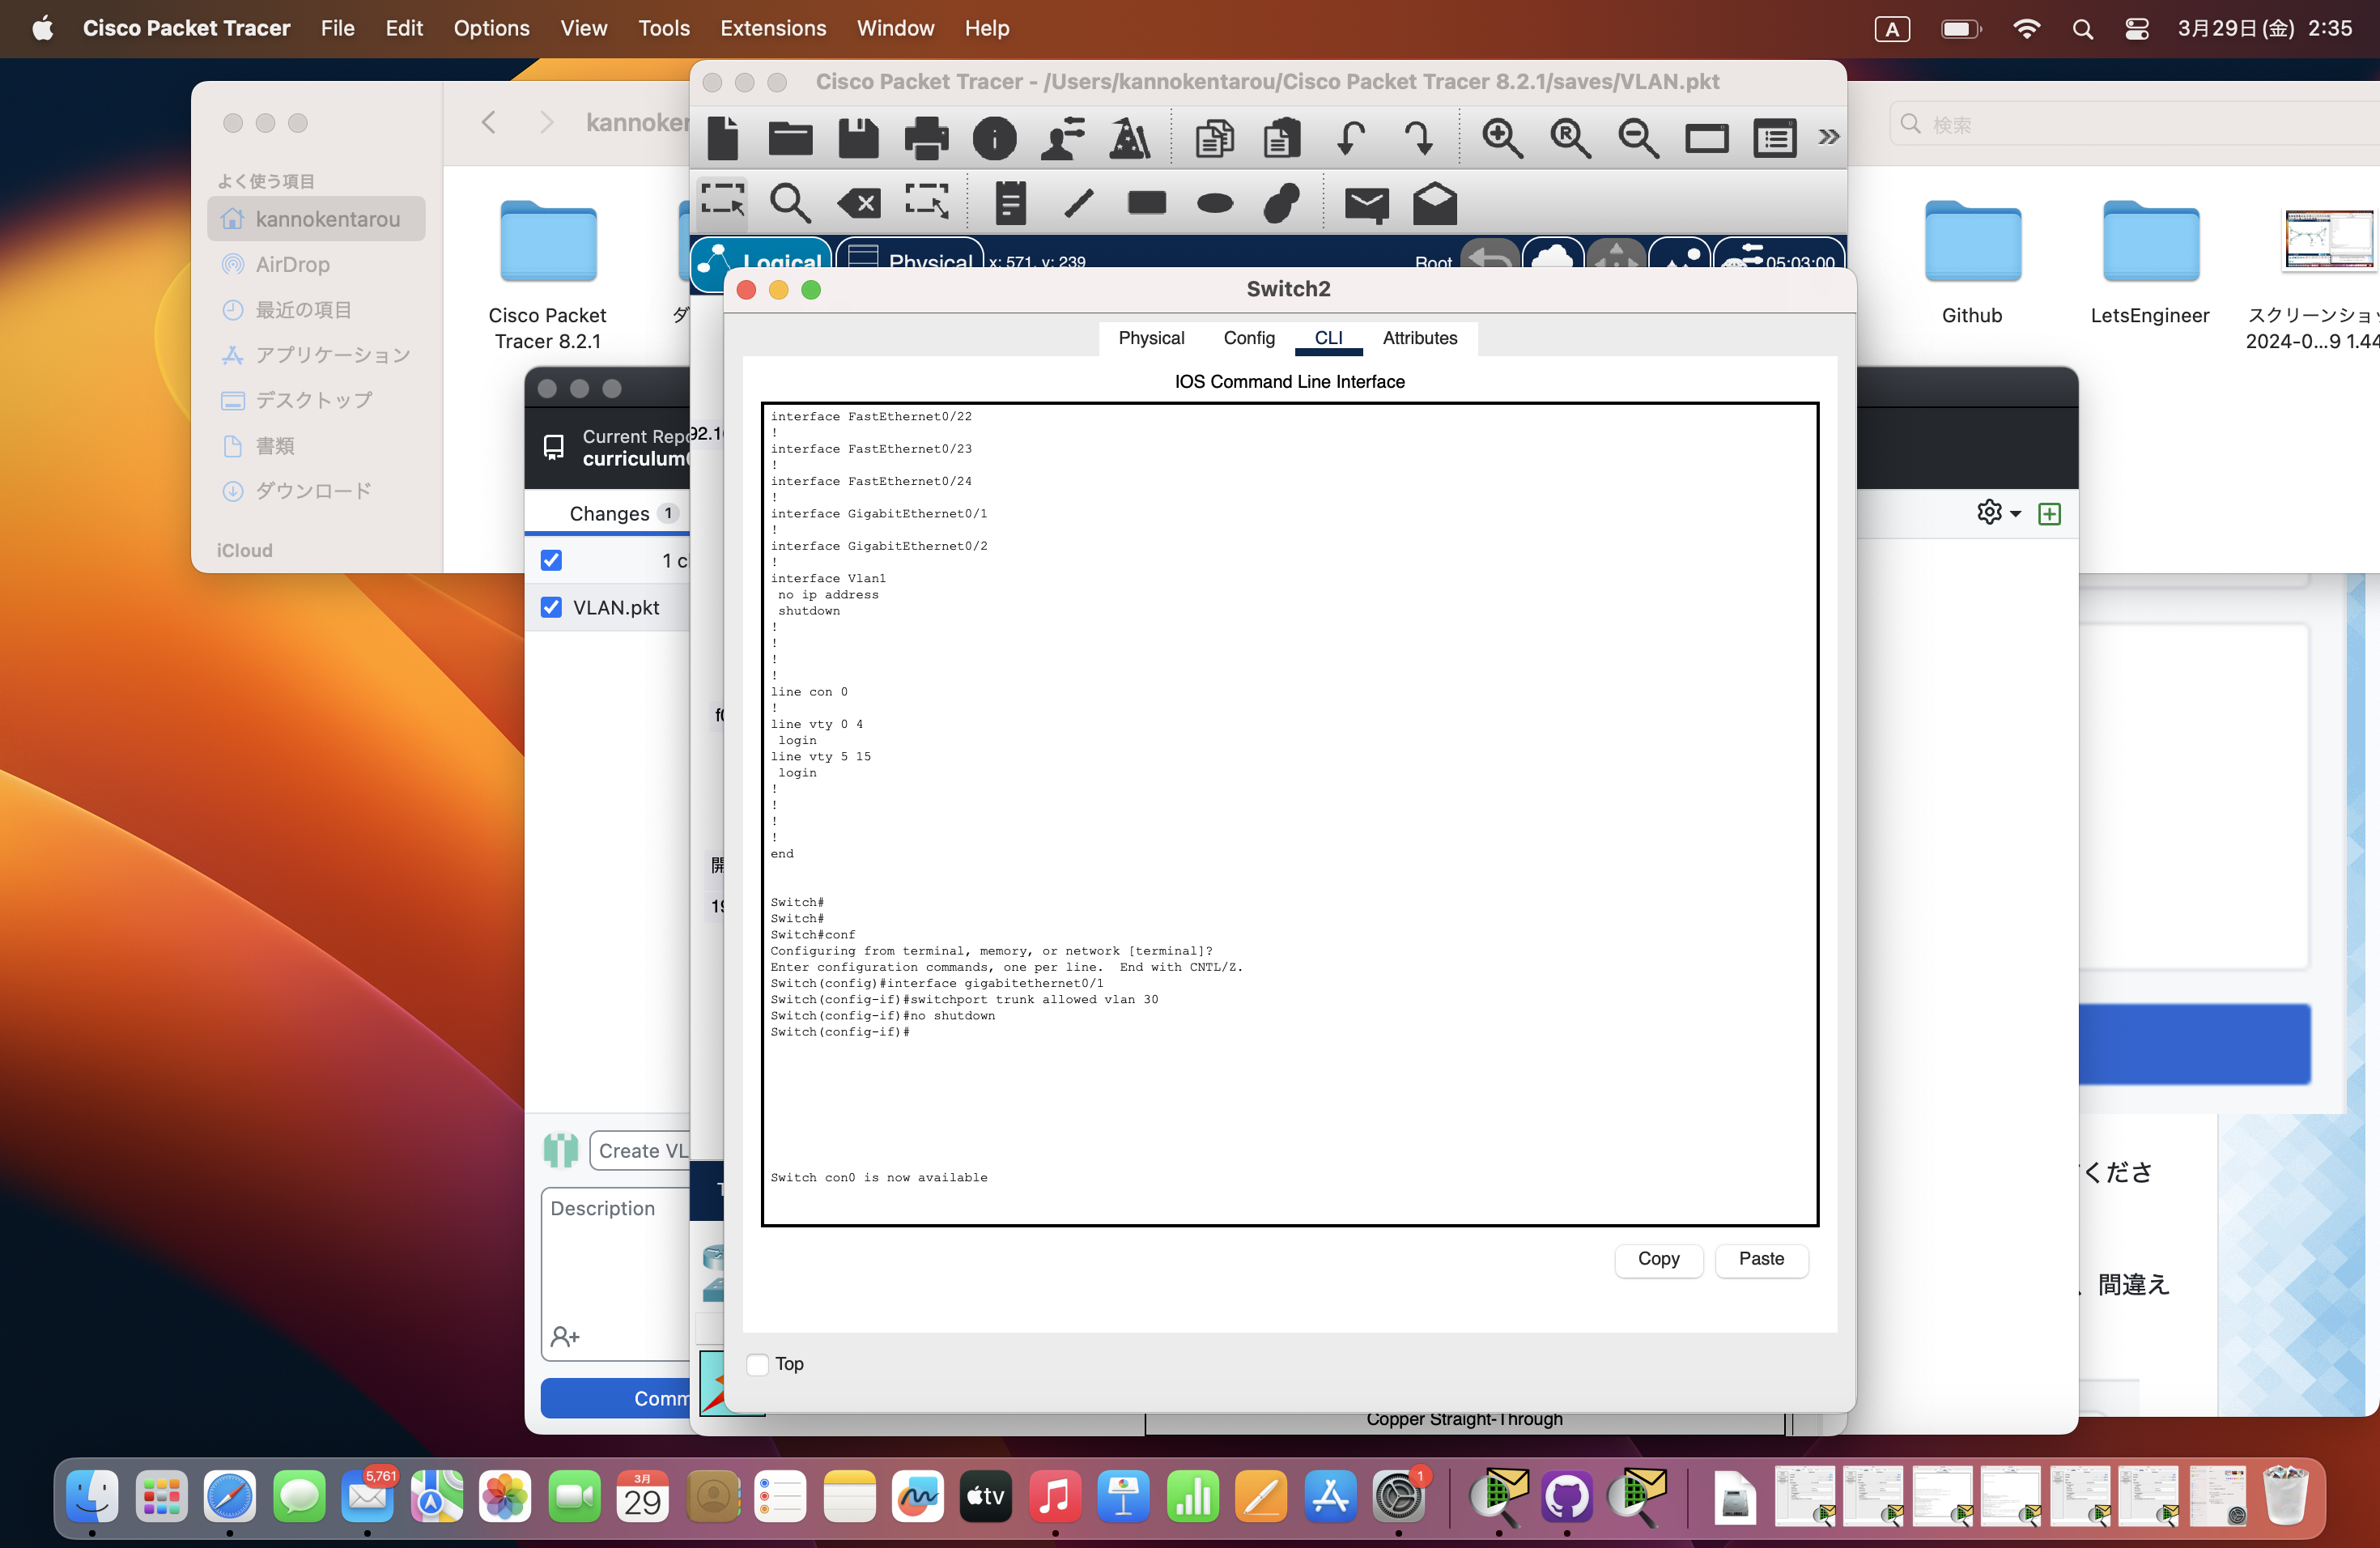 Cisco Packet Tracer File Edit Options View Tools Extensions Window Help A 3月29日(金) 2:35
Cisco Packet Tracer - /Users/kannokentarou/Cisco Packet Tracer 8.2.1/saves/VLAN.pkt
検索
よく使う項目
kannokentarou
AirDrop
最近の項目
アプリケーション
デスクトップ
書類
ダウンロード
iCloud
Cisco Packet
Tracer 8.2.1
Github
LetsEngineer
スクリーンショ
2024-0...9 1.44
Logical Physical x: 571, y: 239 Root 05:03:00
Current Repo
curriculum
Changes 1
1 c
VLAN.pkt
Create VL
Description
Comm
Switch2
Physical Config CLI Attributes
IOS Command Line Interface
interface FastEthernet0/22
!
interface FastEthernet0/23
!
interface FastEthernet0/24
!
interface GigabitEthernet0/1
!
interface GigabitEthernet0/2
!
interface Vlan1
no ip address
shutdown
!
!
!
!
line con 0
!
line vty 0 4
login
line vty 5 15
login
!
!
!
!
end
Switch#
Switch#
Switch#conf
Configuring from terminal, memory, or network [terminal]?
Enter configuration commands, one per line.  End with CNTL/Z.
Switch(config)#interface gigabitethernet0/1
Switch(config-if)#switchport trunk allowed vlan 30
Switch(config-if)#no shutdown
Switch(config-if)#
Switch con0 is now available
Copy Paste
Top
Copper Straight-Through
くださ
間違え
5,761
3月
29
tv
1